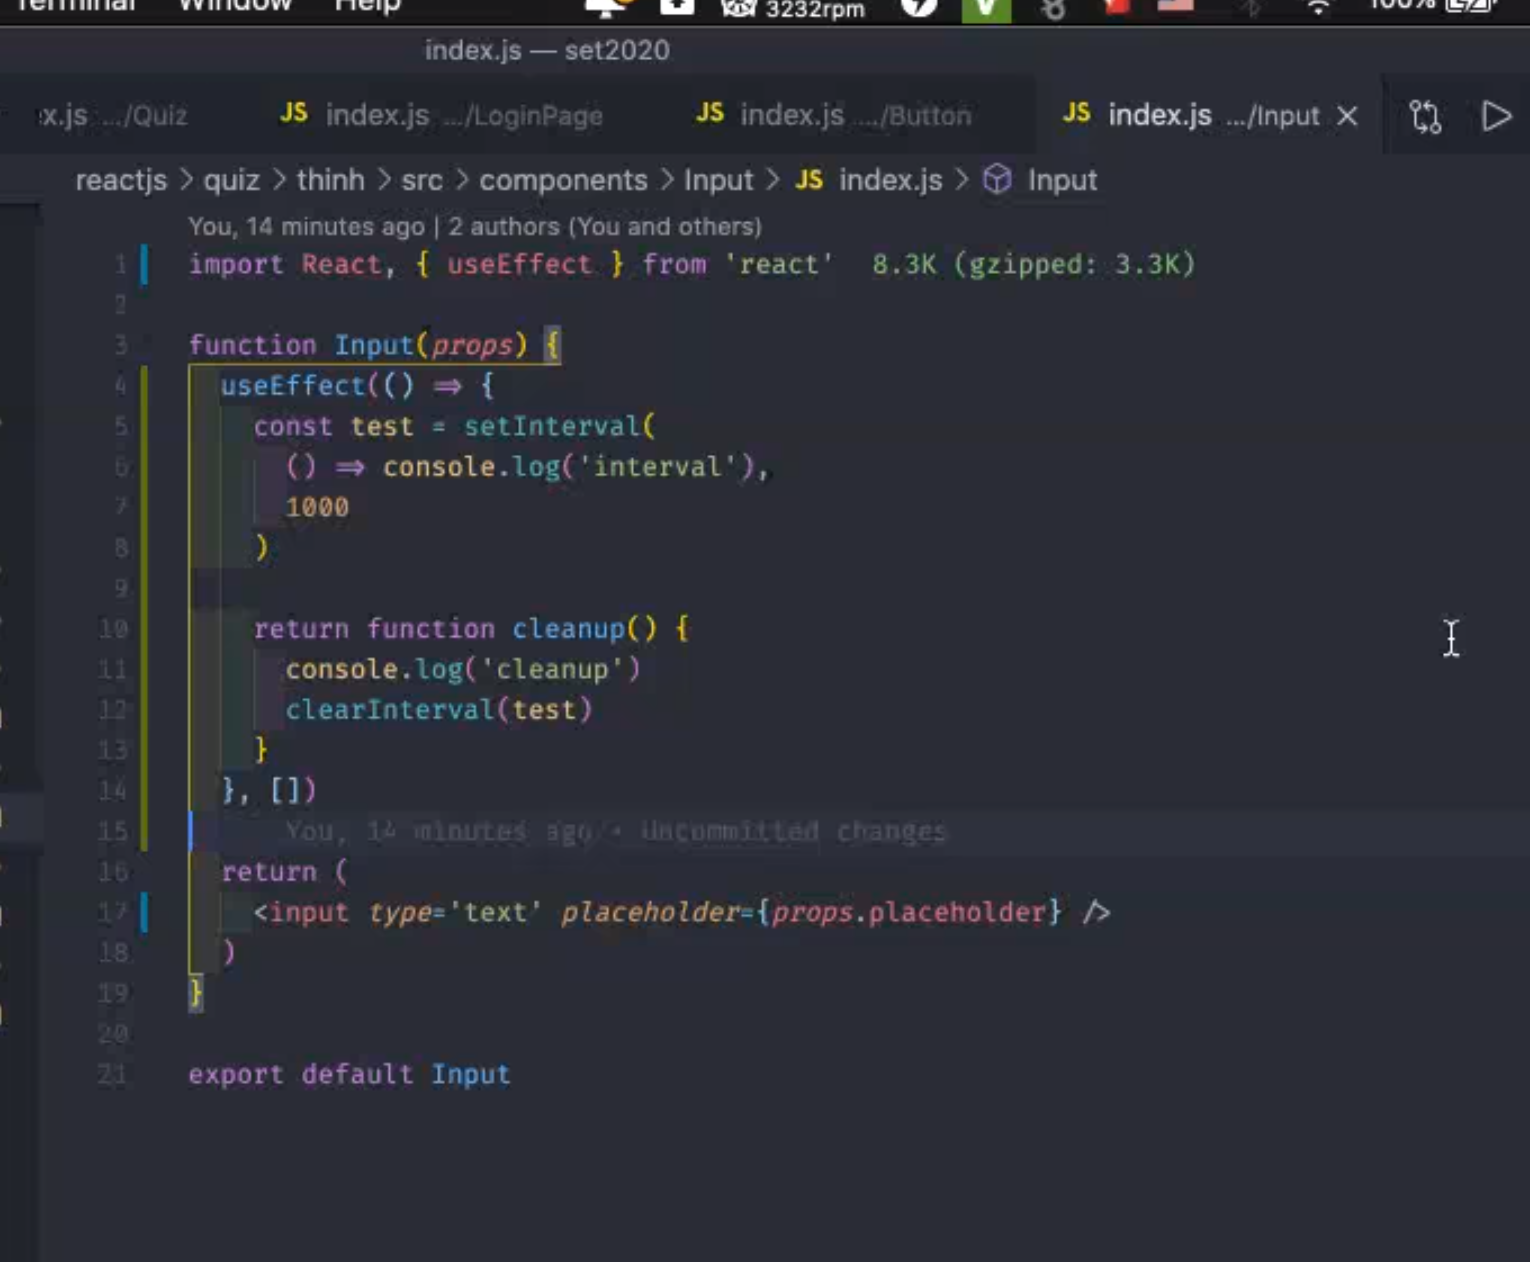 Terminal Window Help 3232rpm V 100%
index.js — set2020
x.js .../Quiz JS index.js .../LoginPage JS index.js .../Button JS index.js .../Input
reactjs > quiz > thinh > src > components > Input > JS index.js > Input
You, 14 minutes ago | 2 authors (You and others)
1 import React, { useEffect } from 'react' 8.3K (gzipped: 3.3K)
2
3 function Input(props) {
4 useEffect(() => {
5 const test = setInterval(
6 () => console.log('interval'),
7 1000
8 )
9
10 return function cleanup() {
11 console.log('cleanup')
12 clearInterval(test)
13 }
14 }, [])
15 You, 14 minutes ago • Uncommitted changes
16 return (
17 <input type='text' placeholder={props.placeholder} />
18 )
19 }
20
21 export default Input